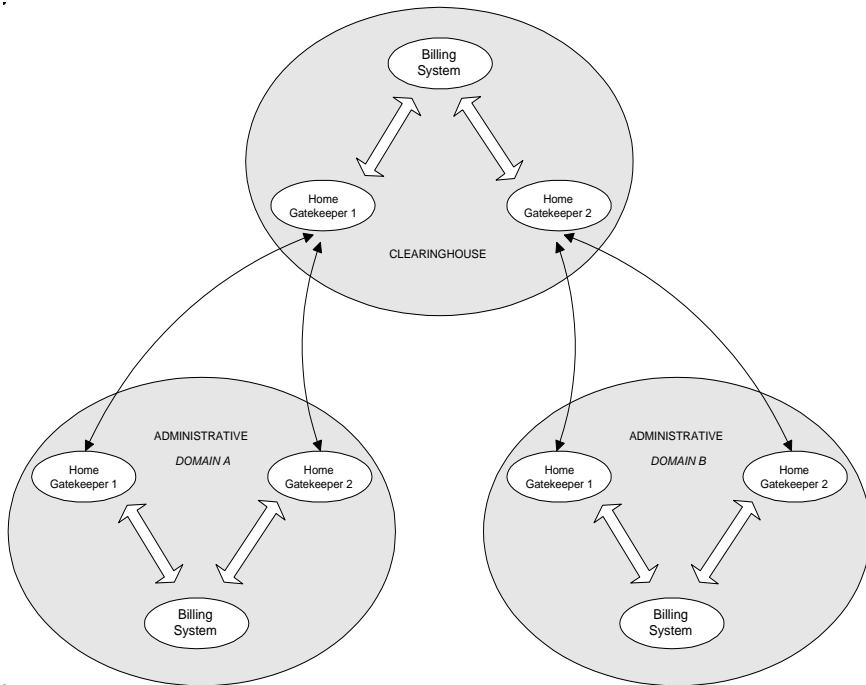 Billing
System
Home
Gatekeeper 1
Home
Gatekeeper 2
CLEARINGHOUSE
ADMINISTRATIVE
DOMAIN A
Home
Gatekeeper 1
Home
Gatekeeper 2
Billing
System
ADMINISTRATIVE
DOMAIN B
Home
Gatekeeper 1
Home
Gatekeeper 2
Billing
System